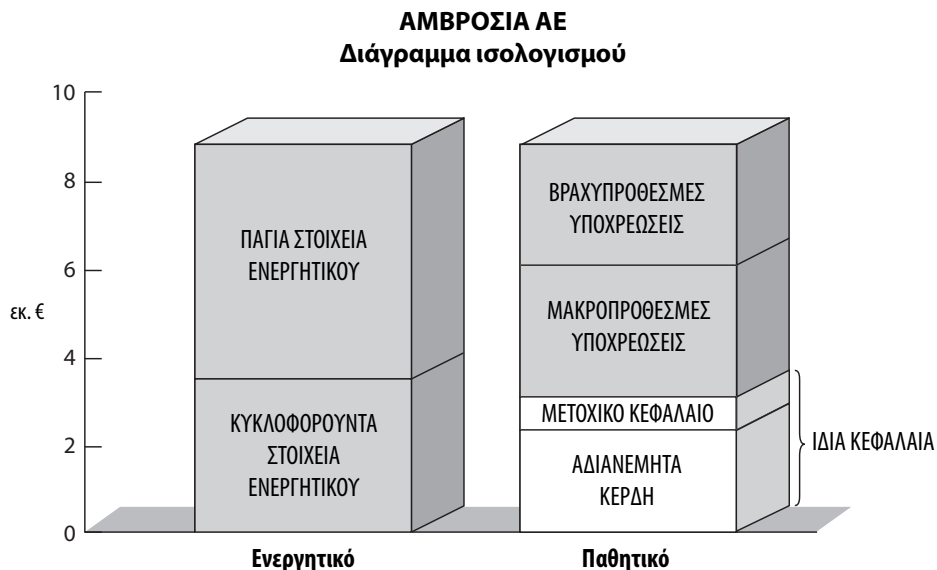 ΑΜΒΡΟΣΙΑ ΑΕ
Διάγραμμα ισολογισμού
10
8
6
εκ. €
4
2
0
ΠΑΓΙΑ ΣΤΟΙΧΕΙΑ
ΕΝΕΡΓΗΤΙΚΟΥ
ΚΥΚΛΟΦΟΡΟΥΝΤΑ
ΣΤΟΙΧΕΙΑ
ΕΝΕΡΓΗΤΙΚΟΥ
Ενεργητικό
ΒΡΑΧΥΠΡΟΘΕΣΜΕΣ
ΥΠΟΧΡΕΩΣΕΙΣ
ΜΑΚΡΟΠΡΟΘΕΣΜΕΣ
ΥΠΟΧΡΕΩΣΕΙΣ
ΜΕΤΟΧΙΚΟ ΚΕΦΑΛΑΙΟ
ΑΔΙΑΝΕΜΗΤΑ
ΚΕΡΔΗ
ΙΔΙΑ ΚΕΦΑΛΑΙΑ
Παθητικό